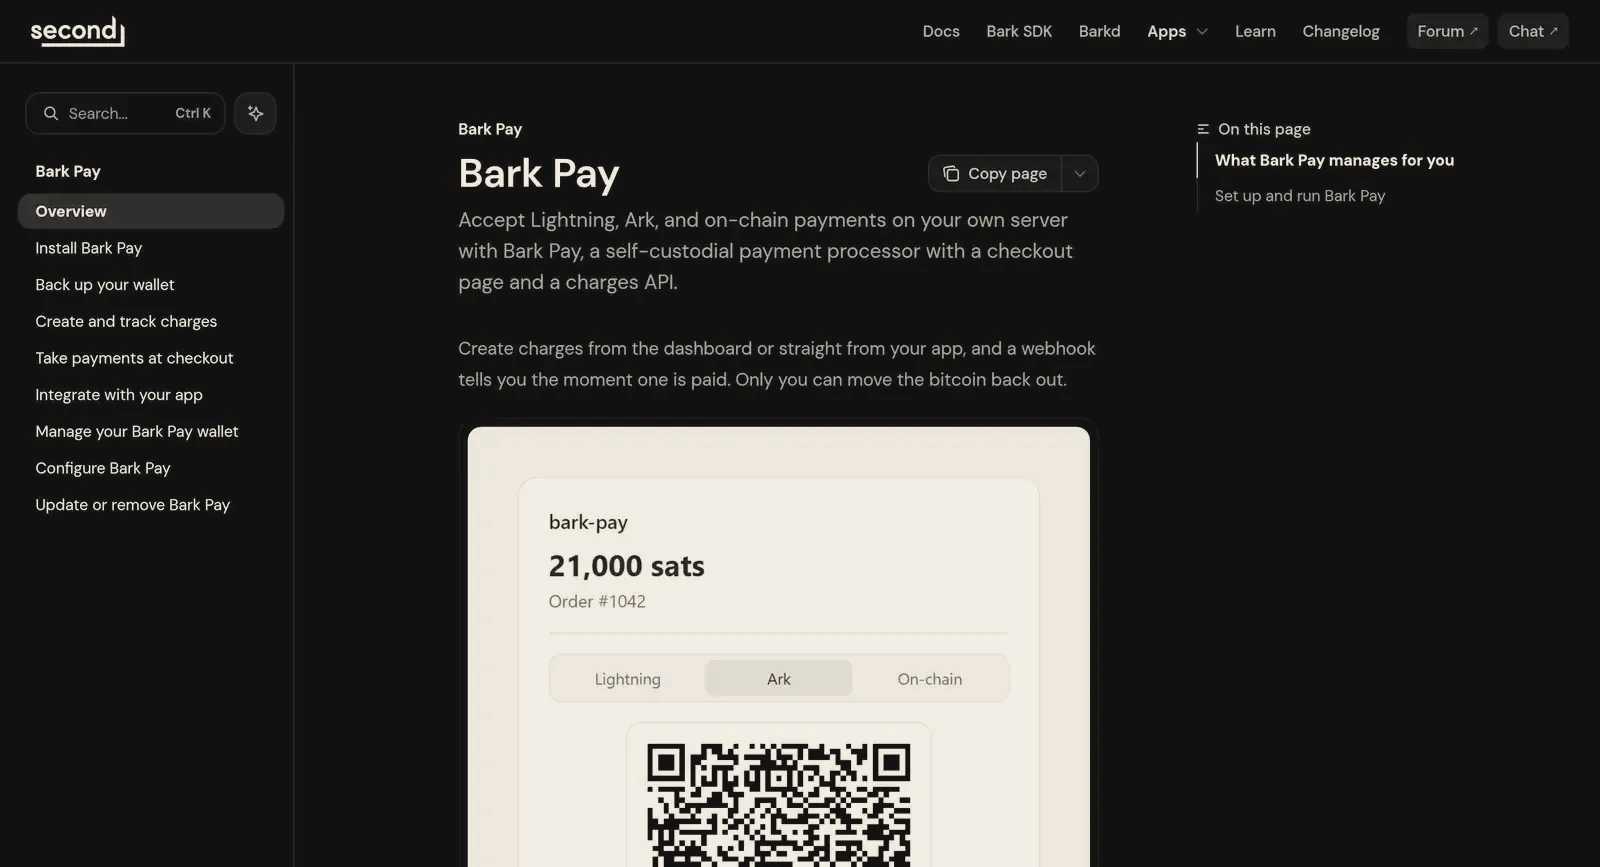 second
Docs
Bark SDK
Barkd
Apps
Learn
Changelog
Forum ↗
Chat ↗
Search...
Ctrl K
Bark Pay
Overview
Install Bark Pay
Back up your wallet
Create and track charges
Take payments at checkout
Integrate with your app
Manage your Bark Pay wallet
Configure Bark Pay
Update or remove Bark Pay
Bark Pay
Bark Pay
Copy page
Accept Lightning, Ark, and on-chain payments on your own server
with Bark Pay, a self-custodial payment processor with a checkout
page and a charges API.
Create charges from the dashboard or straight from your app, and a webhook
tells you the moment one is paid. Only you can move the bitcoin back out.
bark-pay
21,000 sats
Order #1042
Lightning
Ark
On-chain
On this page
What Bark Pay manages for you
Set up and run Bark Pay